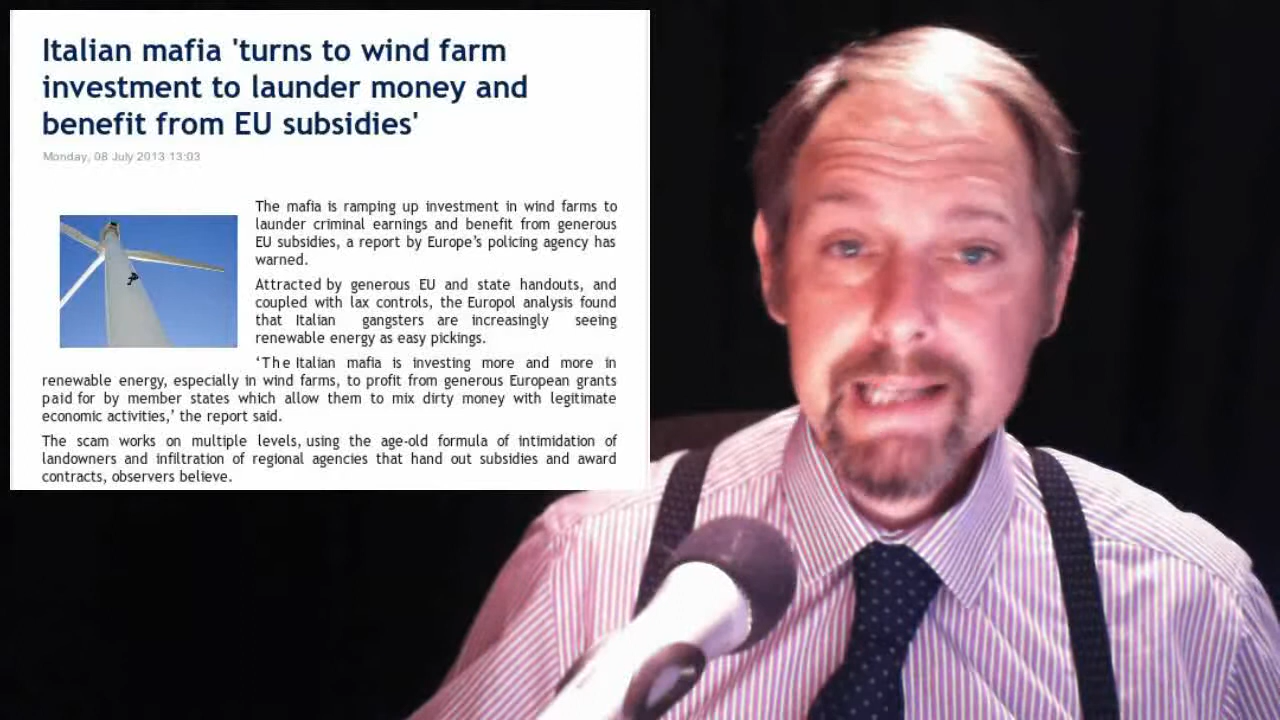 Italian mafia 'turns to wind farm
investment to launder money and
benefit from EU subsidies'
Monday, 08 July 2013 13:03
The mafia is ramping up investment in wind farms to
launder criminal earnings and benefit from generous
EU subsidies, a report by Europe's policing agency has
warned.
Attracted by generous EU and state handouts, and
coupled with lax controls, the Europol analysis found
that Italian gangsters are increasingly seeing
renewable energy as easy pickings.
‘The Italian mafia is investing more and more in
renewable energy, especially in wind farms, to profit from generous European grants
paid for by member states which allow them to mix dirty money with legitimate
economic activities,’ the report said.
The scam works on multiple levels, using the age-old formula of intimidation of
landowners and infiltration of regional agencies that hand out subsidies and award
contracts, observers believe.